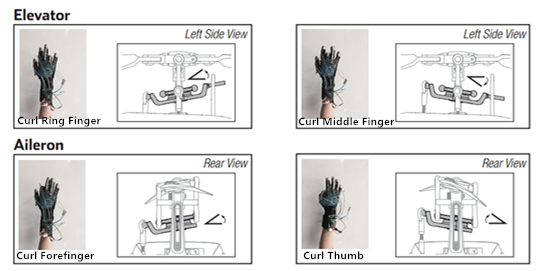 Elevator
Left Side View
Curl Ring Finger
Left Side View
Curl Middle Finger
Aileron
Rear View
Curl Forefinger
Rear View
Curl Thumb